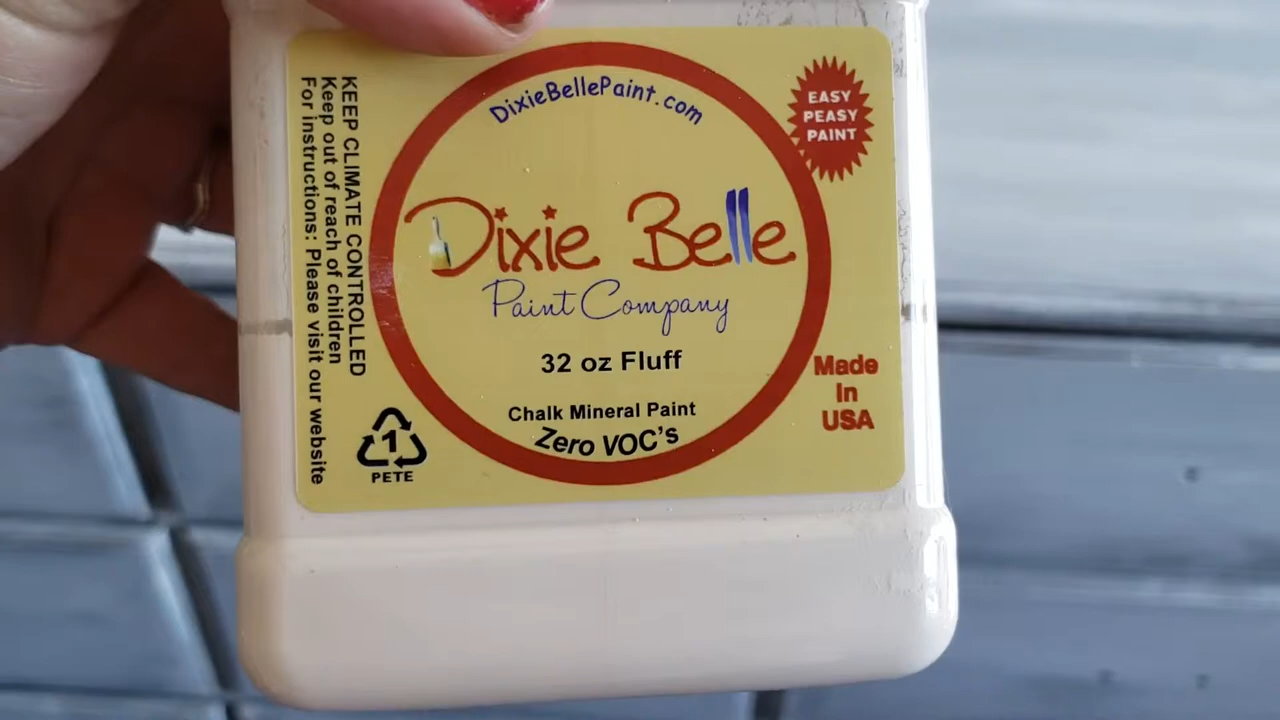 DixieBellePaint.com
EASY
PEASY
PAINT
Dixie Belle
Paint Company
32 oz Fluff
Chalk Mineral Paint
Zero VOC's
Made
In
USA
KEEP CLIMATE CONTROLLED
Keep out of reach of children
For instructions: Please visit our website
1
PETE